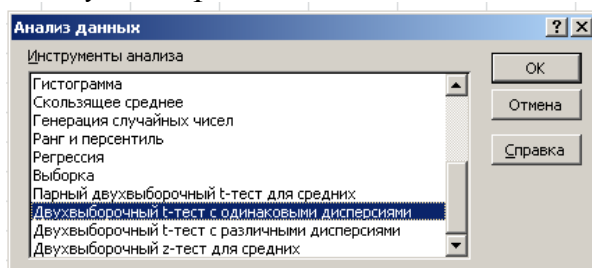 Анализ данных
Инструменты анализа
Гистограмма
Скользящее среднее
Генерация случайных чисел
Ранг и персентиль
Регрессия
Выборка
Парный двухвыборочный t-тест для средних
Двухвыборочный t-тест с одинаковыми дисперсиями
Двухвыборочный t-тест с различными дисперсиями
Двухвыборочный z-тест для средних
ОК
Отмена
Справка